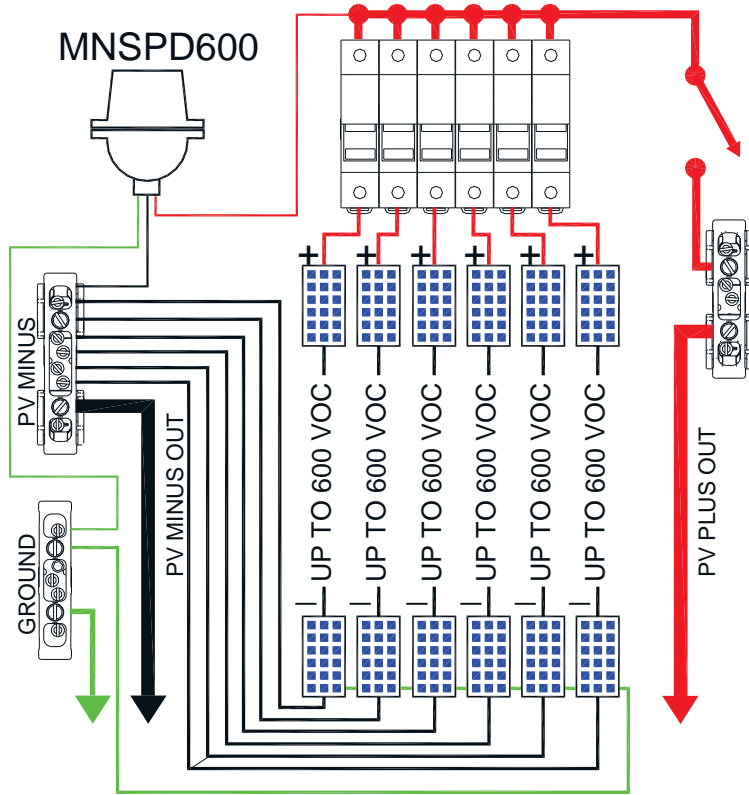 MNSPD600
+ + + + + +
PV MINUS
PV MINUS OUT
GROUND
UP TO 600 VOC
UP TO 600 VOC
UP TO 600 VOC
UP TO 600 VOC
UP TO 600 VOC
UP TO 600 VOC
PV PLUS OUT
– – – – – –